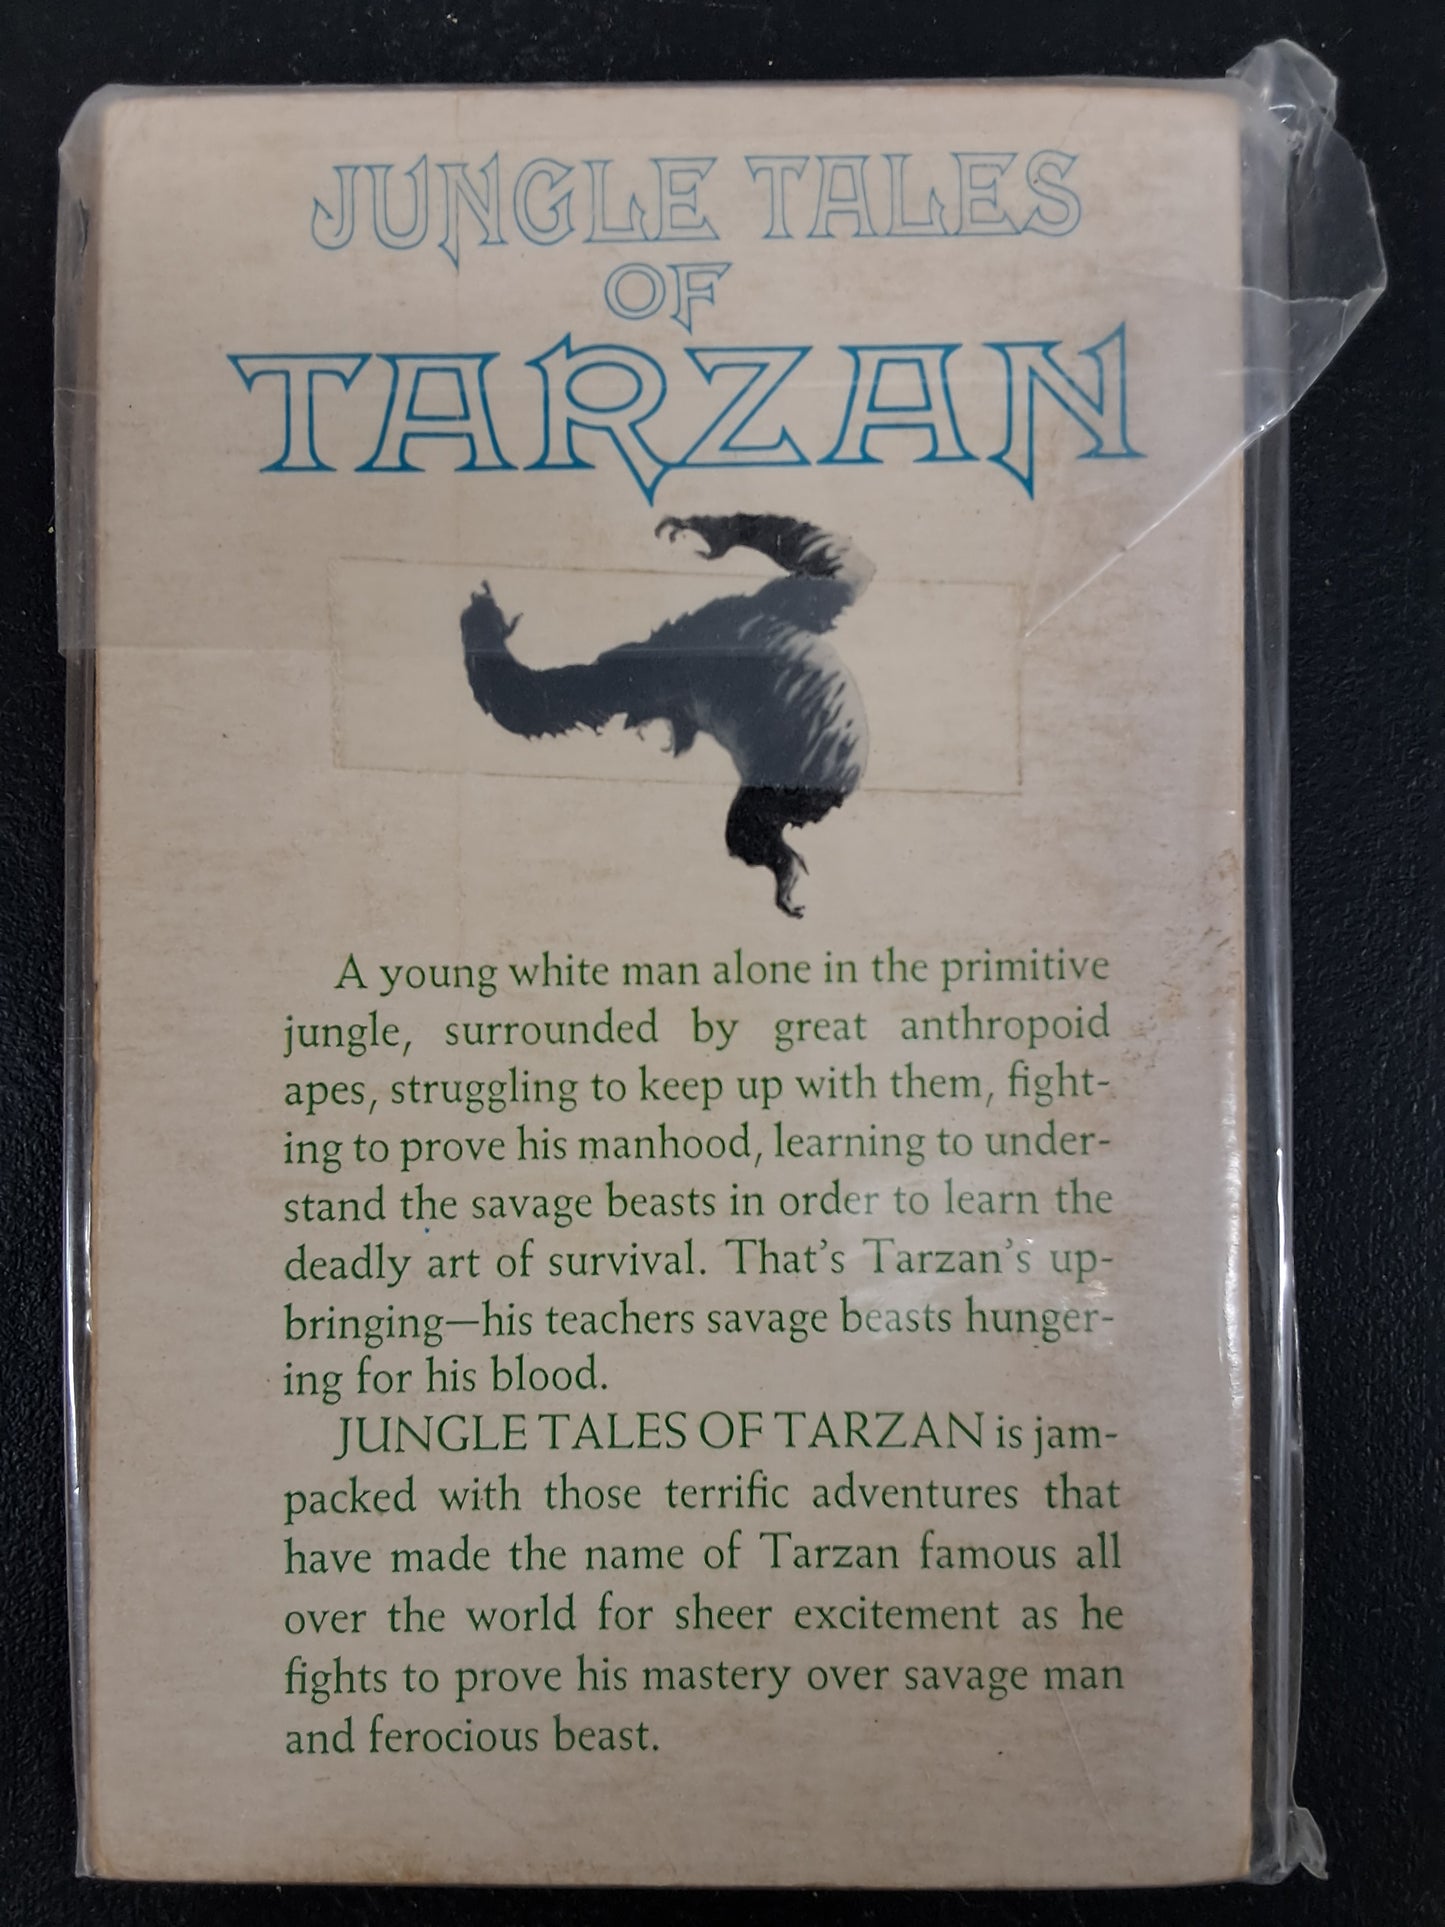 JUNGLE TALES
OF
TARZAN
A young white man alone in the primitive
jungle, surrounded by great anthropoid
apes, struggling to keep up with them, fight-
ing to prove his manhood, learning to under-
stand the savage beasts in order to learn the
deadly art of survival. That's Tarzan's up-
bringing—his teachers savage beasts hunger-
ing for his blood.
JUNGLE TALES OF TARZAN is jam-
packed with those terrific adventures that
have made the name of Tarzan famous all
over the world for sheer excitement as he
fights to prove his mastery over savage man
and ferocious beast.